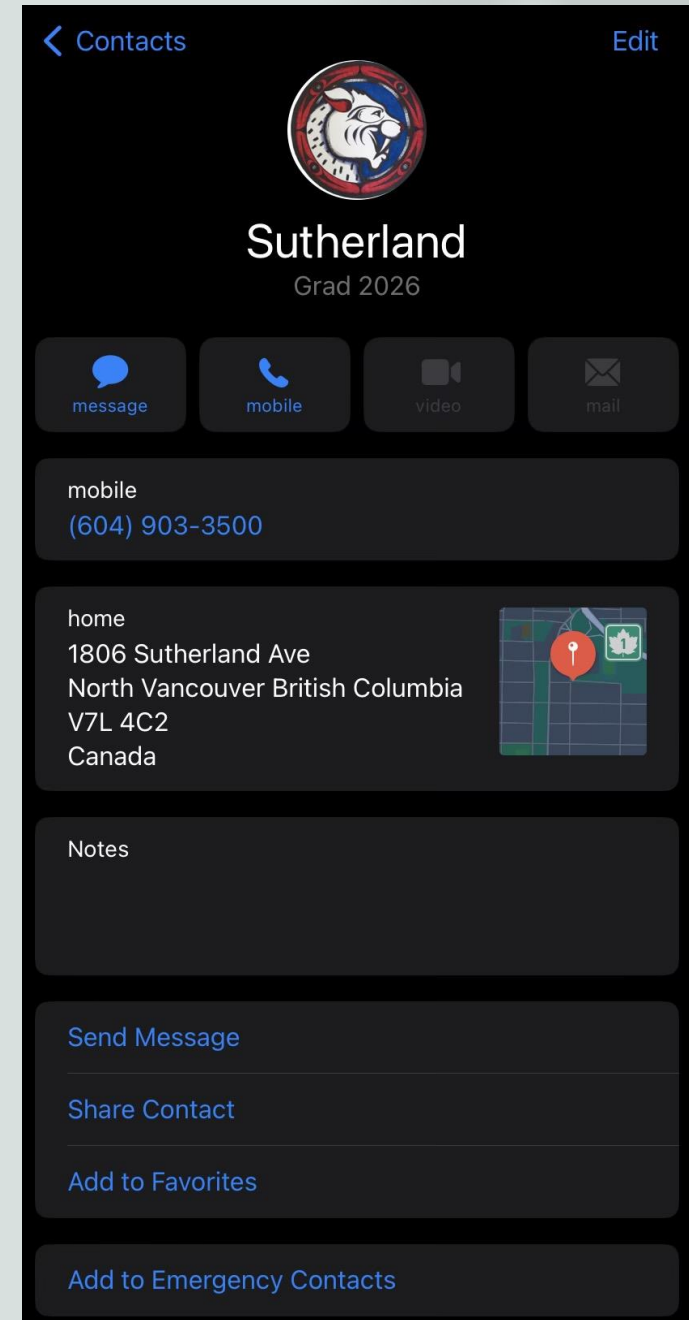 Contacts
Edit
Sutherland
Grad 2026
message
mobile
video
mail
mobile
(604) 903-3500
home
1806 Sutherland Ave
North Vancouver British Columbia
V7L 4C2
Canada
1
Notes
Send Message
Share Contact
Add to Favorites
Add to Emergency Contacts